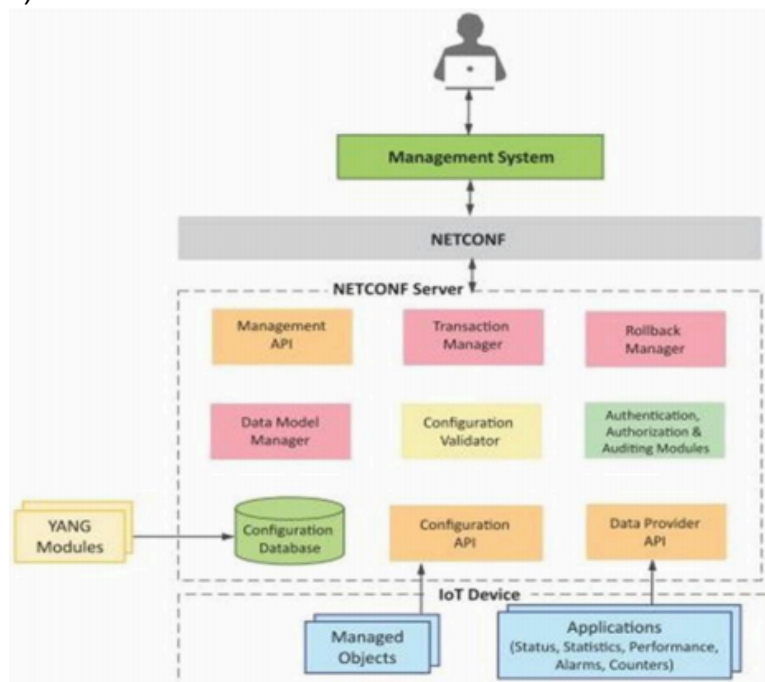 )
Management System
NETCONF
NETCONF Server
Management
API
Transaction
Manager
Rollback
Manager
Data Model
Manager
Configuration
Validator
Authentication,
Authorization &
Auditing Modules
YANG
Modules
Configuration
Database
Configuration
API
Data Provider
API
IoT Device
Managed
Objects
Applications
(Status, Statistics, Performance,
Alarms, Counters)